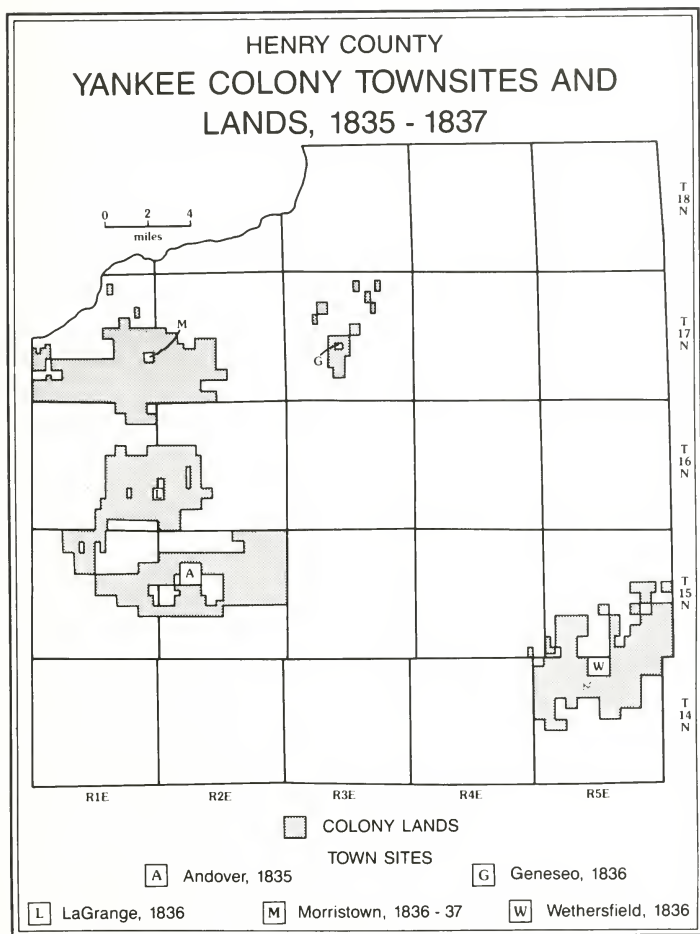 HENRY COUNTY
YANKEE COLONY TOWNSITES AND
LANDS, 1835 - 1837
0 2 4
miles
T
18
N
M
G
T
17
N
L
T
16
N
A
T
15
N
W
T
14
N
R1E R2E R3E R4E R5E
COLONY LANDS
TOWN SITES
A Andover, 1835
G Geneseo, 1836
L LaGrange, 1836
M Morristown, 1836 - 37
W Wethersfield, 1836